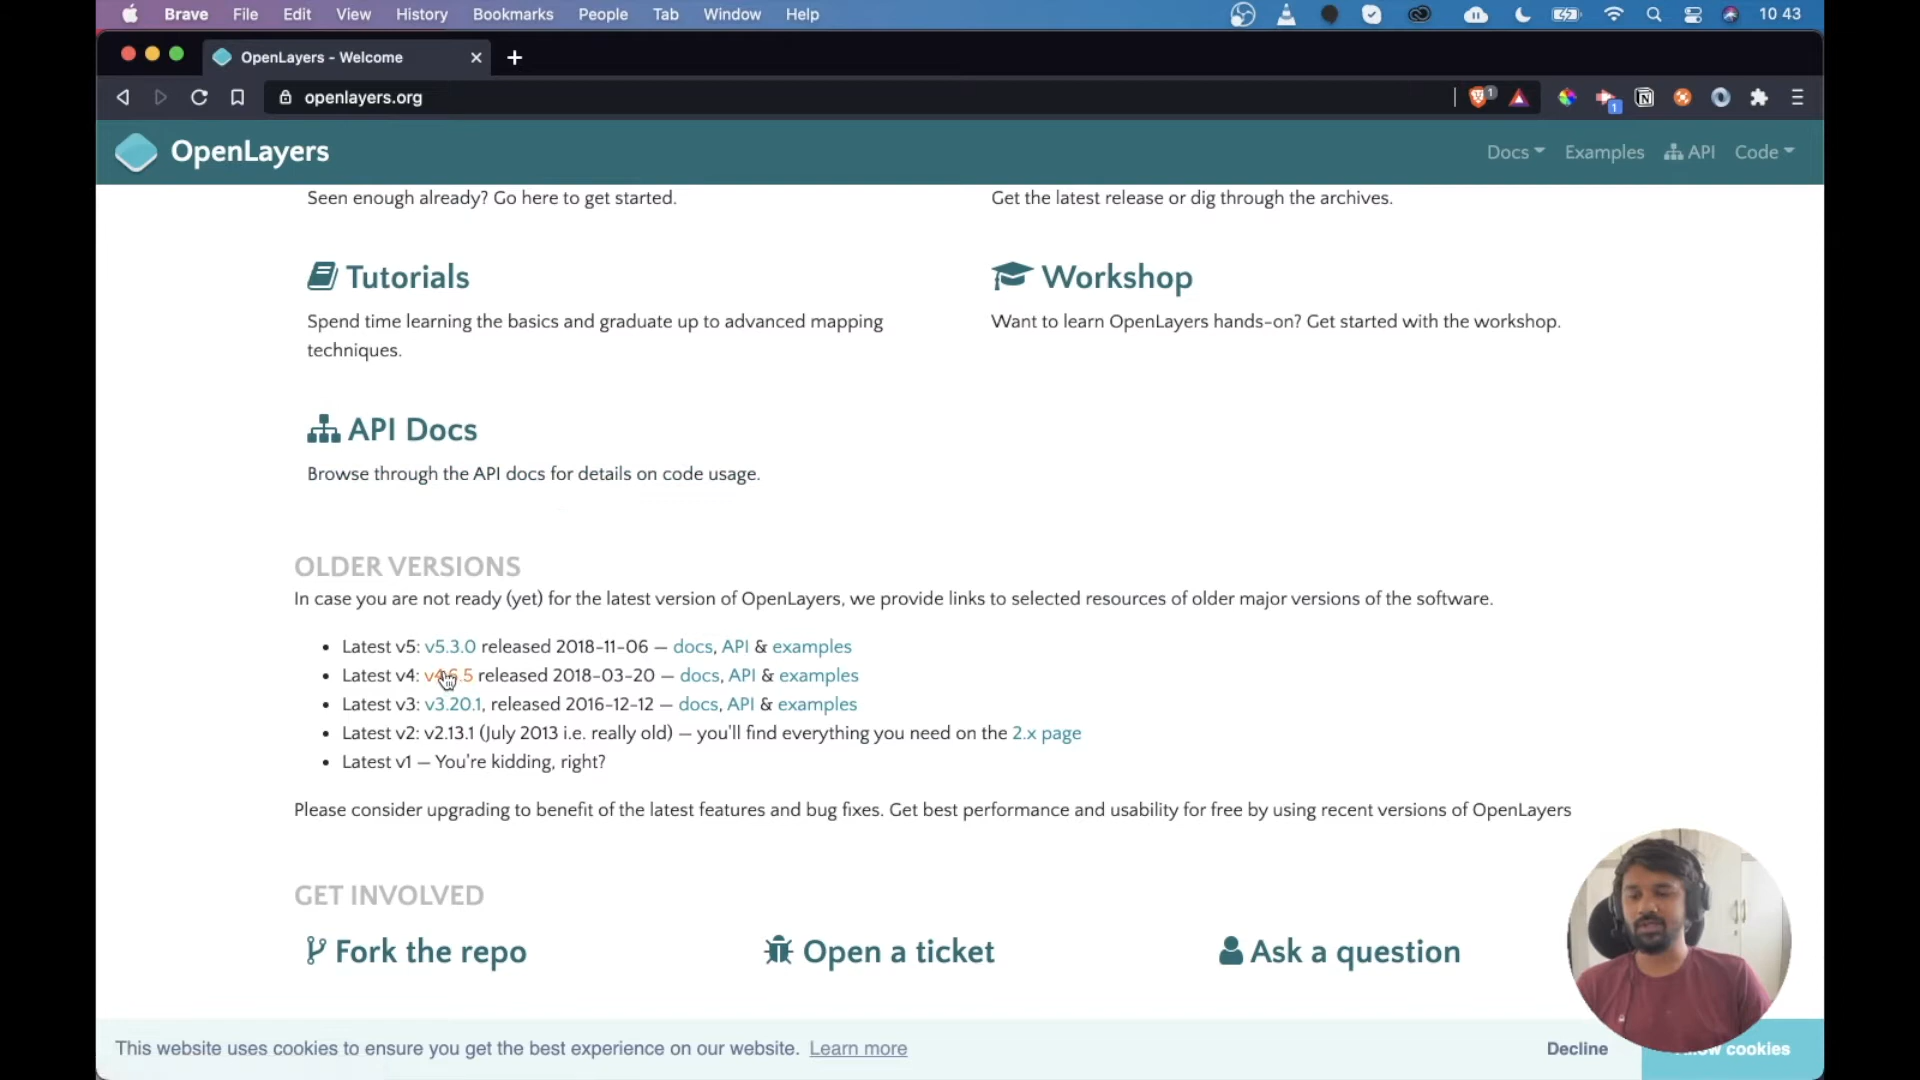 Brave File Edit View History Bookmarks People Tab Window Help 10 43
OpenLayers - Welcome
openlayers.org 1 1
OpenLayers Docs Examples API Code
Seen enough already? Go here to get started.
Get the latest release or dig through the archives.
Tutorials
Spend time learning the basics and graduate up to advanced mapping
techniques.
Workshop
Want to learn OpenLayers hands-on? Get started with the workshop.
API Docs
Browse through the API docs for details on code usage.
OLDER VERSIONS
In case you are not ready (yet) for the latest version of OpenLayers, we provide links to selected resources of older major versions of the software.
• Latest v5: v5.3.0 released 2018-11-06 — docs, API & examples
• Latest v4: v4.6.5 released 2018-03-20 — docs, API & examples
• Latest v3: v3.20.1, released 2016-12-12 — docs, API & examples
• Latest v2: v2.13.1 (July 2013 i.e. really old) — you'll find everything you need on the 2.x page
• Latest v1 — You're kidding, right?
Please consider upgrading to benefit of the latest features and bug fixes. Get best performance and usability for free by using recent versions of OpenLayers
GET INVOLVED
Fork the repo
Open a ticket
Ask a question
This website uses cookies to ensure you get the best experience on our website. Learn more
Decline
cookies